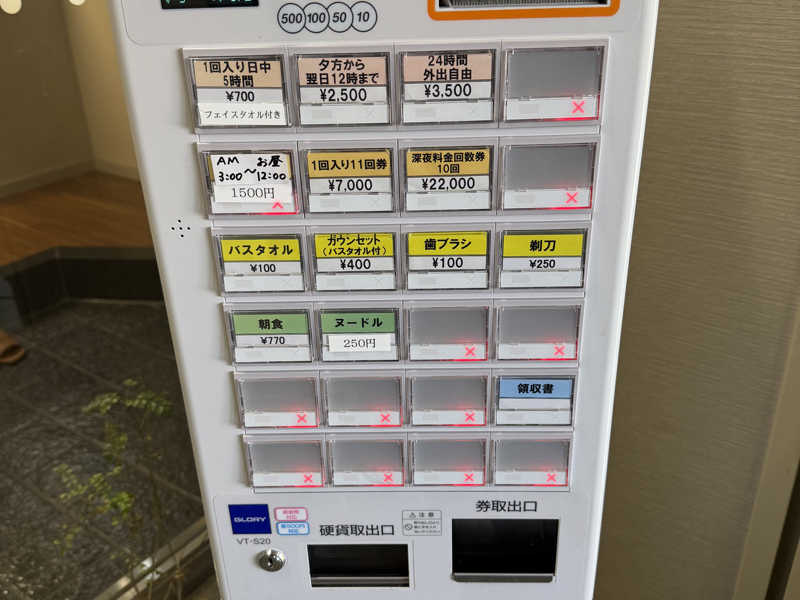 500 100 50 10
1回入り日中
5時間
¥700
フェイスタオル付き
夕方から
翌日12時まで
¥2,500
24時間
外出自由
¥3,500
AM お昼
3:00~12:00
1500円
1回入り11回券
¥7,000
深夜料金回数券
10回
¥22,000
バスタオル
¥100
ガウンセット
(バスタオル付)
¥400
歯ブラシ
¥100
剃刀
¥250
朝食
¥770
ヌードル
250円
領収書
GLORY
VT-S20
硬貨取出口
注意
券取出口